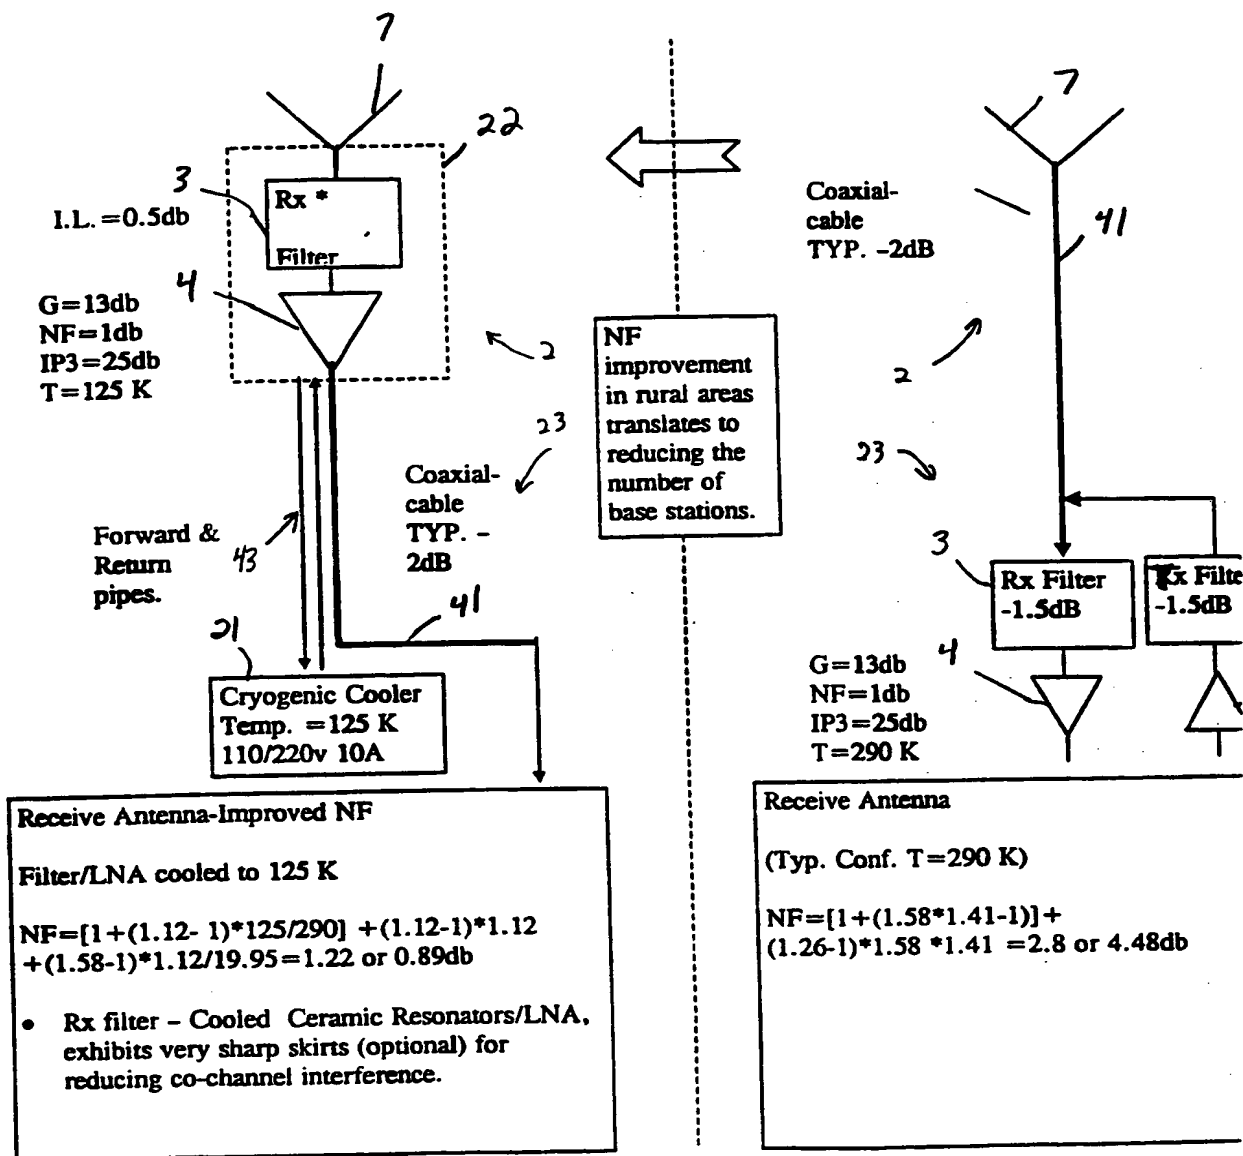 7
22
3
Rx *
Filter
I.L.=0.5db
4
G=13db
NF=1db
IP3=25db
T=125 K
2
23
Coaxial-
cable
TYP. -
2dB
Forward &
Return
pipes.
43
41
21
Cryogenic Cooler
Temp. =125 K
110/220v 10A
Receive Antenna-Improved NF
Filter/LNA cooled to 125 K
NF=[1+(1.12- 1)*125/290] +(1.12-1)*1.12
+(1.58-1)*1.12/19.95=1.22 or 0.89db
• Rx filter – Cooled Ceramic Resonators/LNA,
exhibits very sharp skirts (optional) for
reducing co-channel interference.
NF
improvement
in rural areas
translates to
reducing the
number of
base stations.
7
Coaxial-
cable
TYP. -2dB
41
2
23
3
Rx Filter
-1.5dB
Tx Filte
-1.5dB
4
G=13db
NF=1db
IP3=25db
T=290 K
Receive Antenna
(Typ. Conf. T=290 K)
NF=[1+(1.58*1.41-1)]+
(1.26-1)*1.58 *1.41 =2.8 or 4.48db